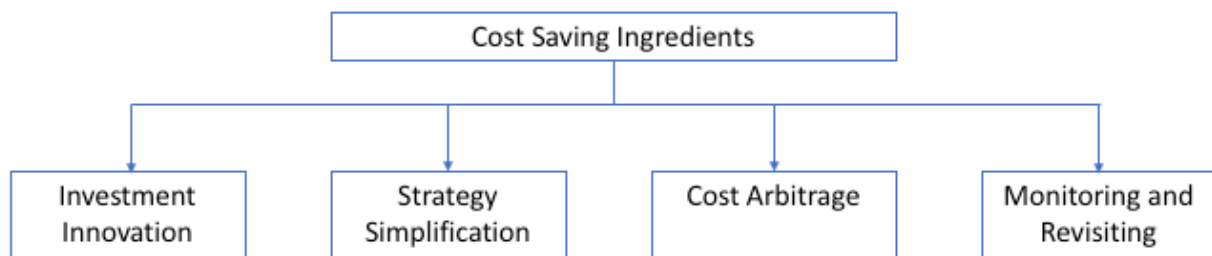 Cost Saving Ingredients
Investment
Innovation
Strategy
Simplification
Cost Arbitrage
Monitoring and
Revisiting